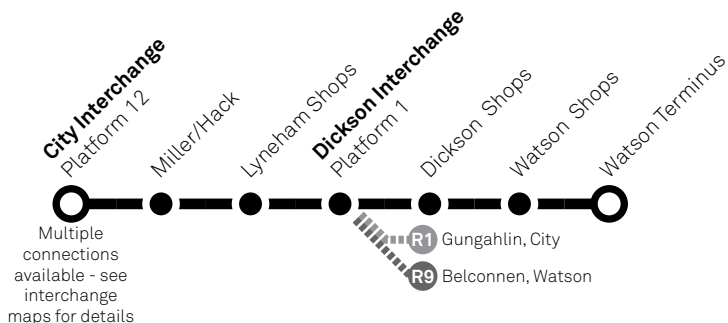 City Interchange
Platform 12
Miller/Hack
Lyneham Shops
Dickson Interchange
Platform 1
Dickson Shops
Watson Shops
Watson Terminus
Multiple
connections
available - see
interchange
maps for details
R1 Gungahlin, City
R9 Belconnen, Watson